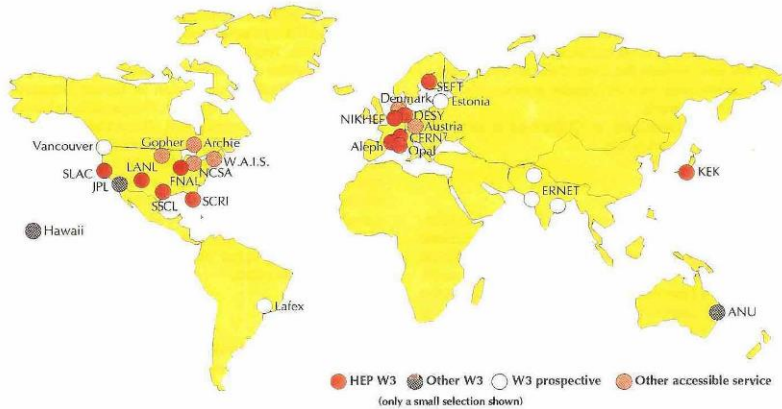 SEFT
Denmark
Estonia
NIKHEF
DESY
Austria
CERN
Aleph
Opal
Vancouver
Gopher
Archie
W.A.I.S.
SLAC
LANL
NCSA
JPL
FNAL
SSCL
SCRI
Hawaii
Lafex
ERNET
KEK
ANU
HEP W3 Other W3 W3 prospective Other accessible service
(only a small selection shown)